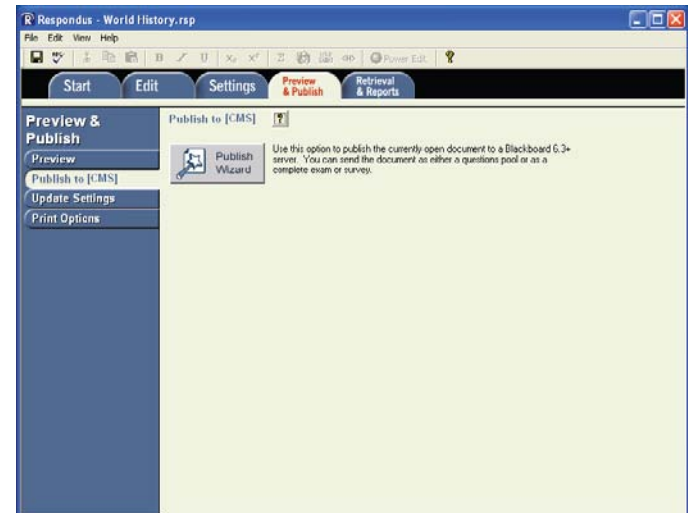 Respondus - World History.rsp
File Edit View Help
B I U x₂ x² Σ Power Edit ?
Start Edit Settings Preview & Publish Retrieval & Reports
Preview & Publish
Preview
Publish to [CMS]
Update Settings
Print Options
Publish to [CMS] ?
Publish Wizard
Use this option to publish the currently open document to a Blackboard 6.3+
server. You can send the document as either a questions pool or as a
complete exam or survey.